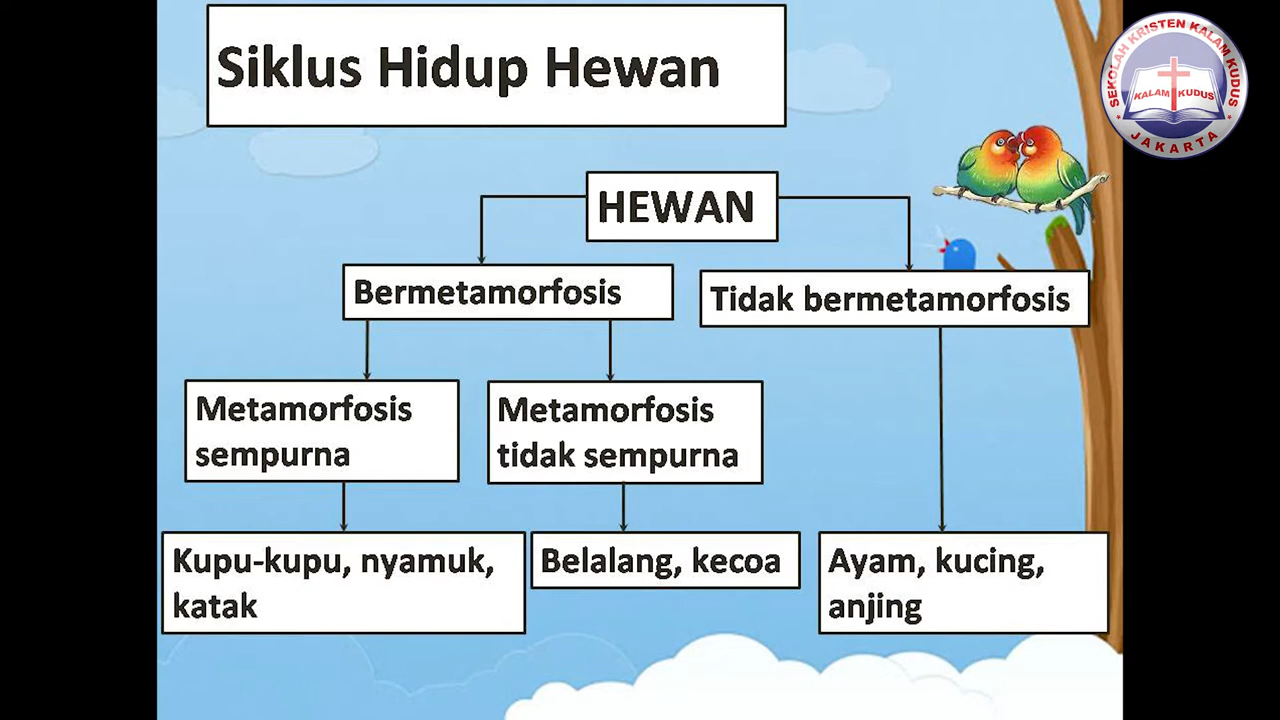 Siklus Hidup Hewan
SEKOLAH KRISTEN KALAM KUDUS
KALAM KUDUS
JAKARTA
HEWAN
Bermetamorfosis
Tidak bermetamorfosis
Metamorfosis
sempurna
Metamorfosis
tidak sempurna
Kupu-kupu, nyamuk,
katak
Belalang, kecoa
Ayam, kucing,
anjing